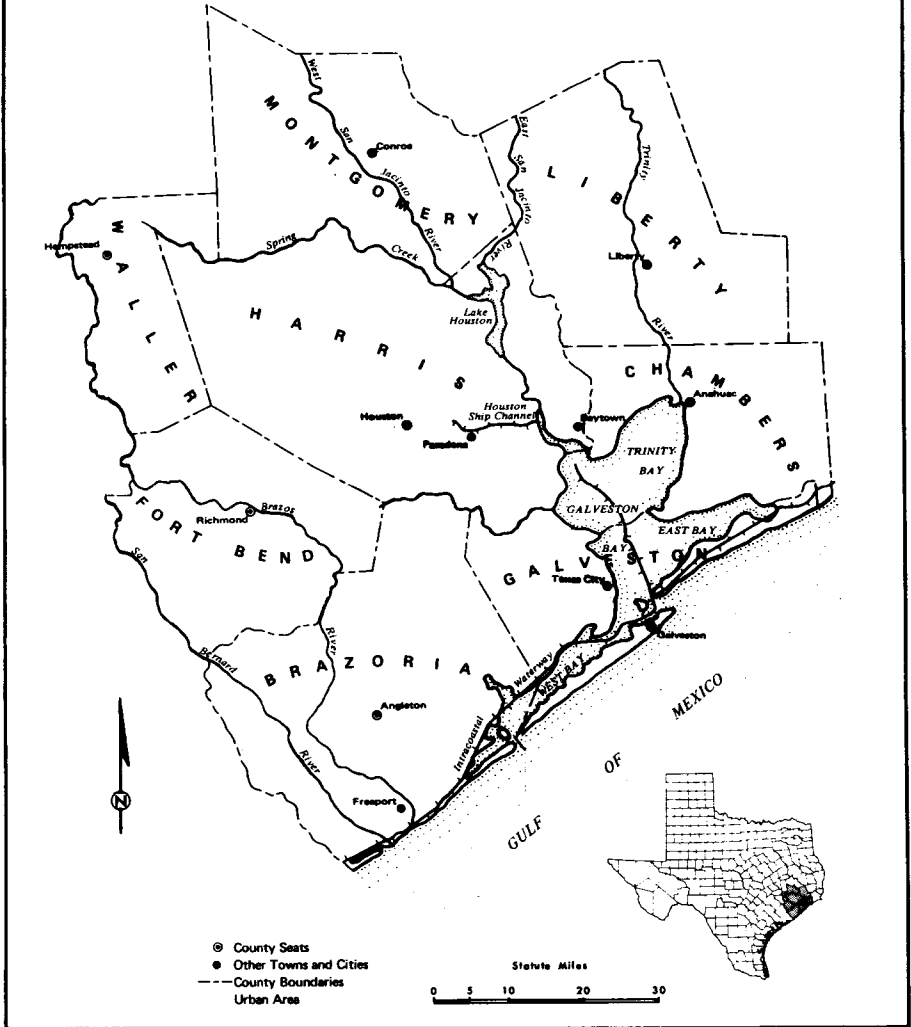 MONTGOMERY
West San Jacinto River
Conroe
East San Jacinto River
LIBERTY
Trinity River
Liberty
WALLER
Hempstead
Spring Creek
HARRIS
Lake
Houston
CHAMBERS
Anahuac
Houston
Houston
Ship Channel
Pasadena
Baytown
TRINITY
BAY
GALVESTON
BAY
EAST BAY
FORT BEND
Richmond
Brazos River
San Bernard River
GALVESTON
Texas City
Galveston
BRAZORIA
Angleton
Intracoastal Waterway
WEST BAY
Freeport
GULF OF MEXICO
N
County Seats
Other Towns and Cities
County Boundaries
Urban Area
Statute Miles
0 5 10 20 30